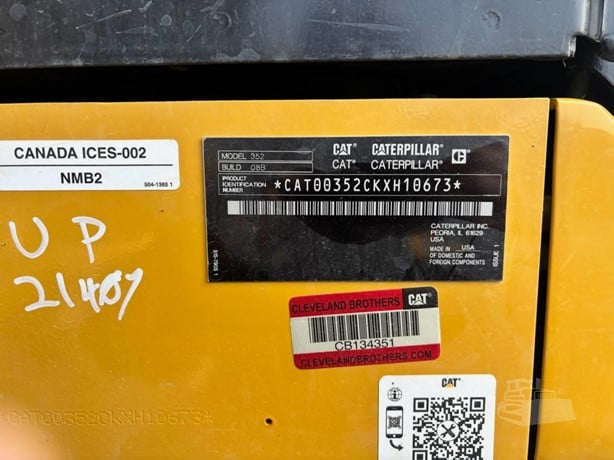 CANADA ICES-002
NMB2
504-1365 1
U P
21407
MODEL 352
BUILD 08B
PRODUCT IDENTIFICATION NUMBER
*CAT00352CKXH10673*
CAT CATERPILLAR
CAT® CATERPILLAR®
CATERPILLAR INC.
PEORIA, IL 61629
USA
MADE IN USA
OF DOMESTIC AND
FOREIGN COMPONENTS
ISSUE 1
CLEVELAND BROTHERS CAT
CB134351
CLEVELANDBROTHERS.COM
*CAT00352CKXH10673*
CAT